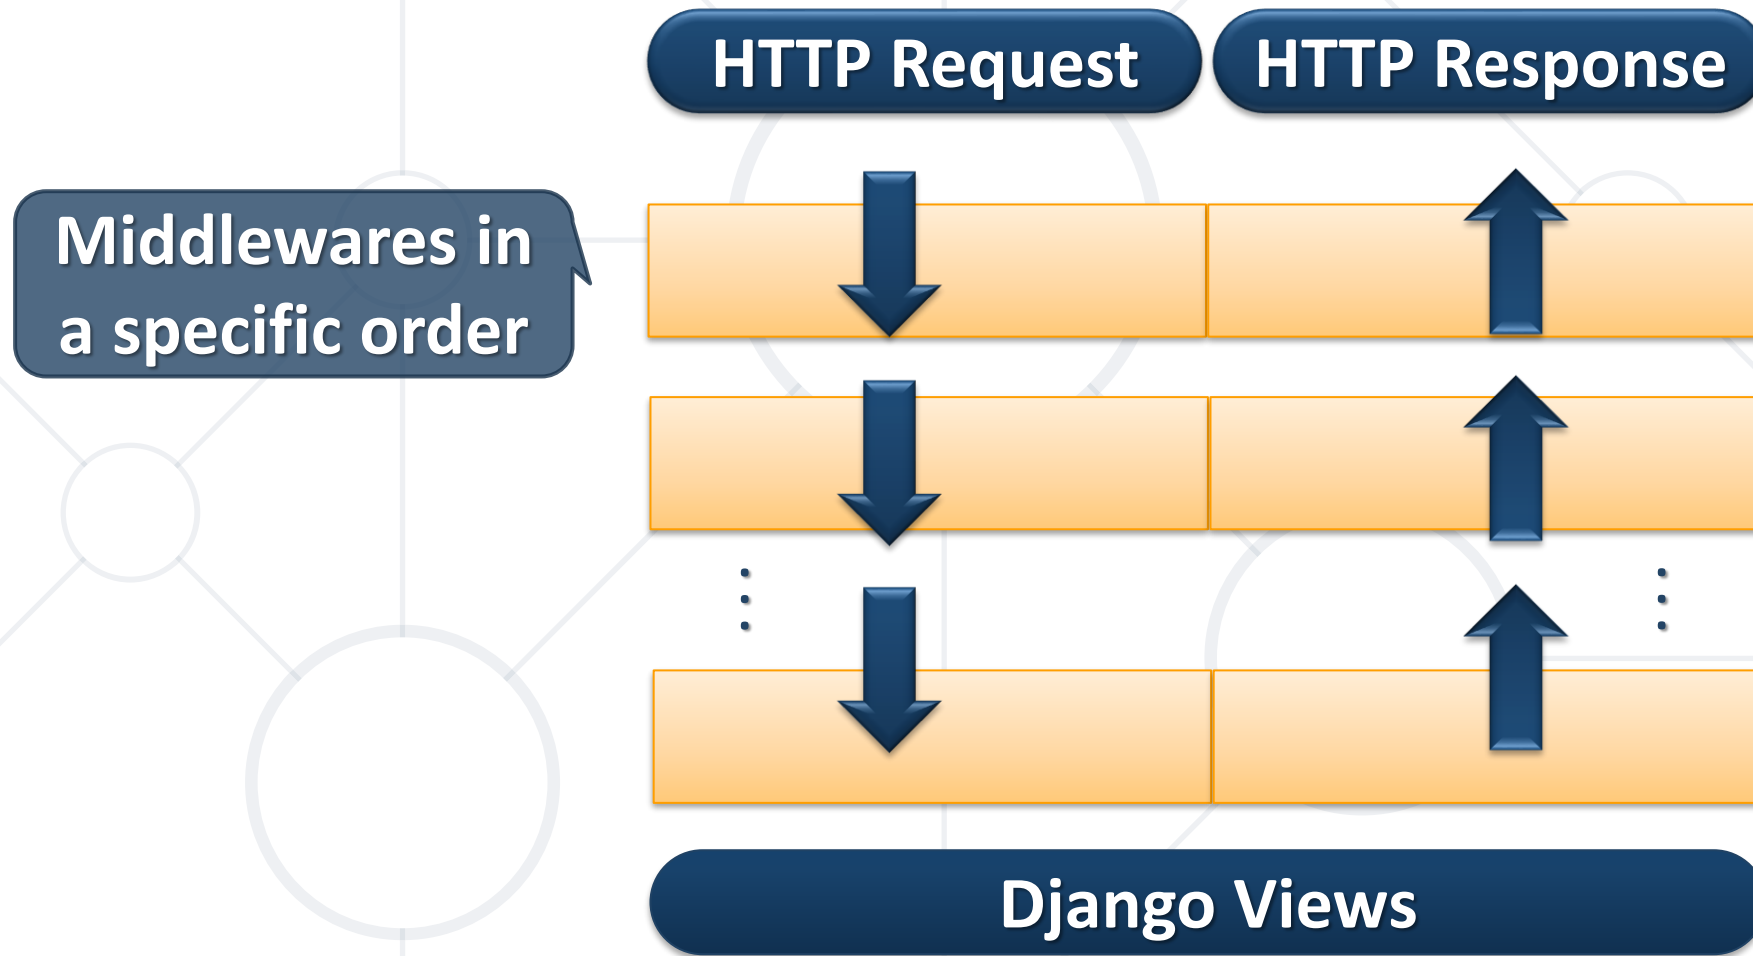 HTTP Request
HTTP Response
Middlewares in
a specific order
Django Views